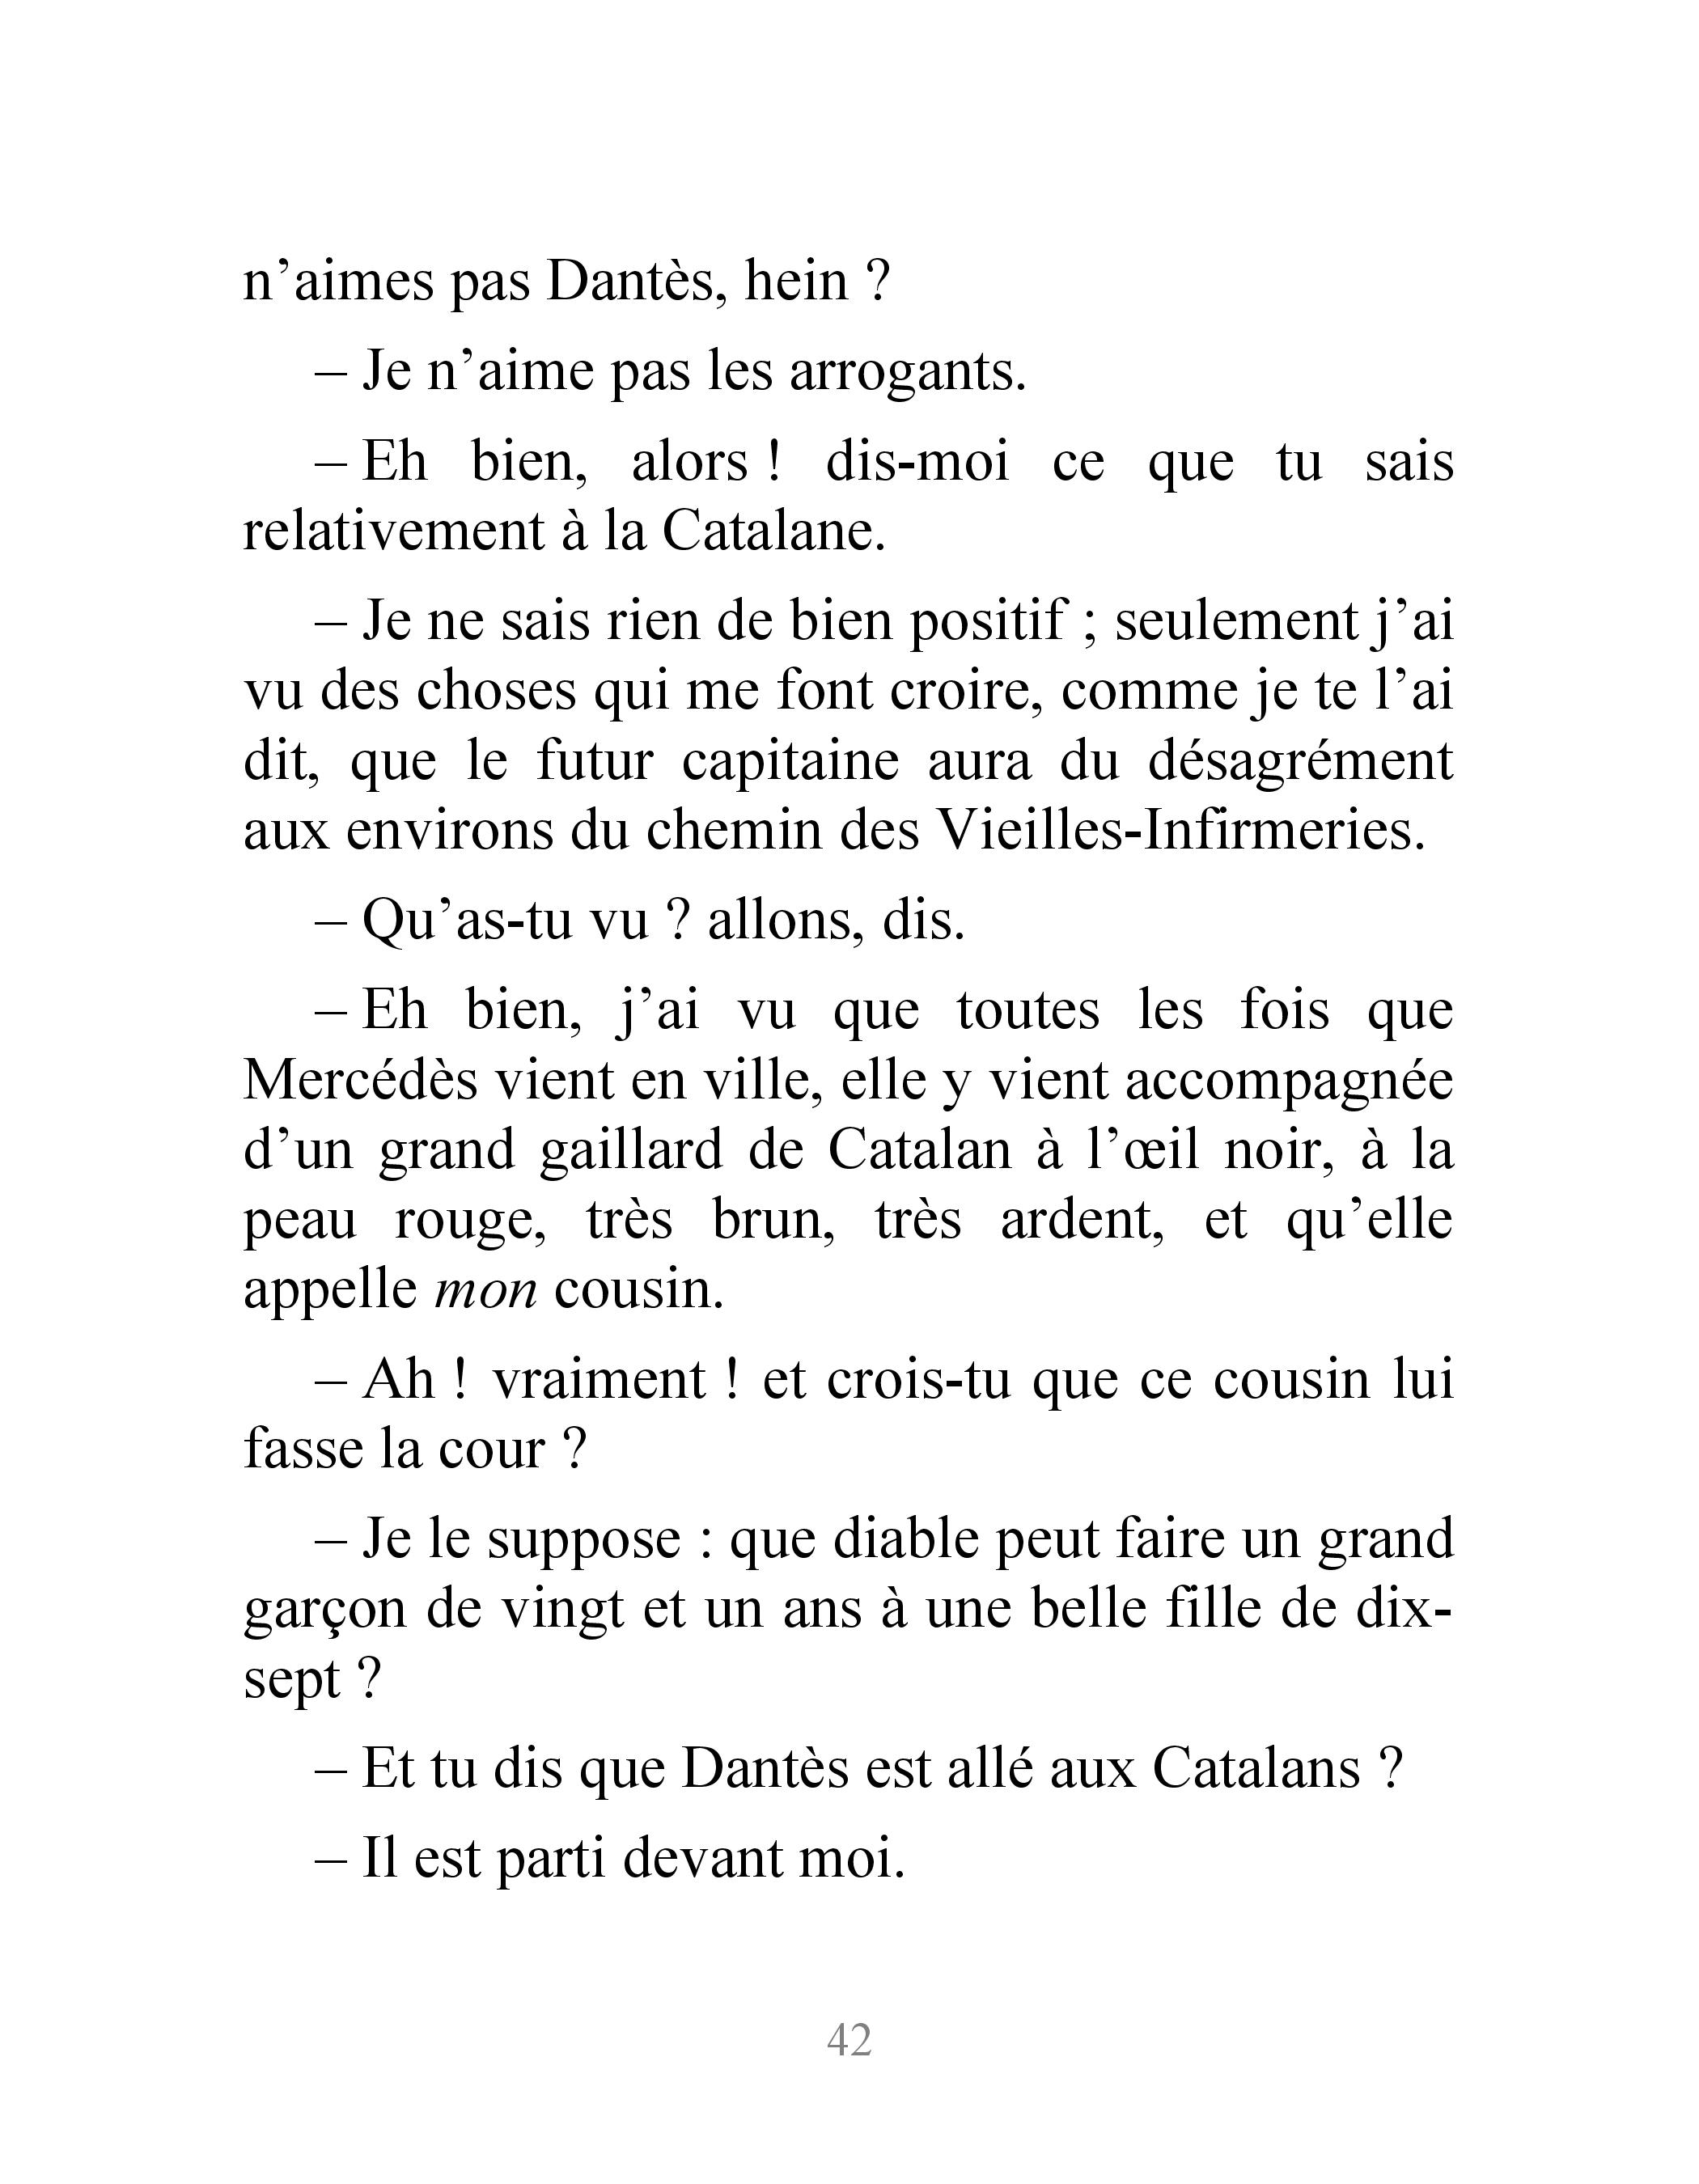 n’aimes pas Dantès, hein ?
– Je n’aime pas les arrogants.
– Eh bien, alors ! dis-moi ce que tu sais
relativement à la Catalane.
– Je ne sais rien de bien positif ; seulement j’ai
vu des choses qui me font croire, comme je te l’ai
dit, que le futur capitaine aura du désagrément
aux environs du chemin des Vieilles-Infirmeries.
– Qu’as-tu vu ? allons, dis.
– Eh bien, j’ai vu que toutes les fois que
Mercédès vient en ville, elle y vient accompagnée
d’un grand gaillard de Catalan à l’œil noir, à la
peau rouge, très brun, très ardent, et qu’elle
appelle mon cousin.
– Ah ! vraiment ! et crois-tu que ce cousin lui
fasse la cour ?
– Je le suppose : que diable peut faire un grand
garçon de vingt et un ans à une belle fille de dix-
sept ?
– Et tu dis que Dantès est allé aux Catalans ?
– Il est parti devant moi.
42